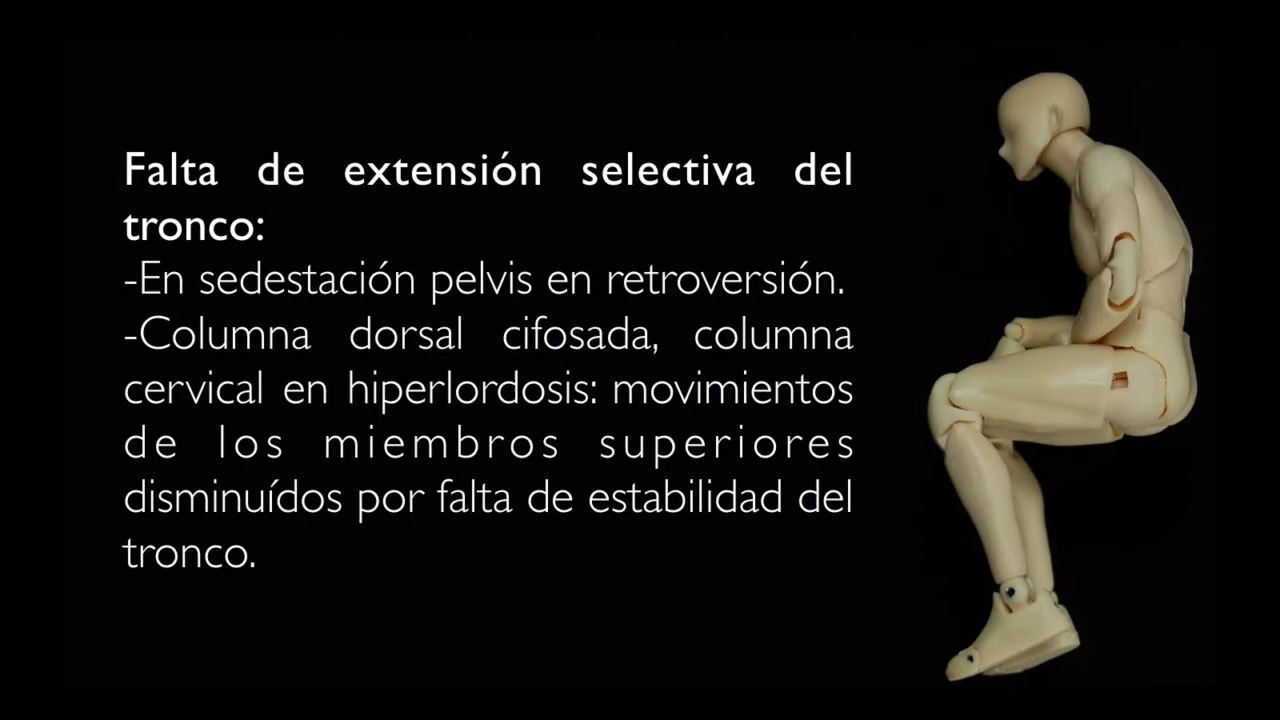 Falta de extensión selectiva del
tronco:
-En sedestación pelvis en retroversión.
-Columna dorsal cifosada, columna
cervical en hiperlordosis: movimientos
de los miembros superiores
disminuídos por falta de estabilidad del
tronco.